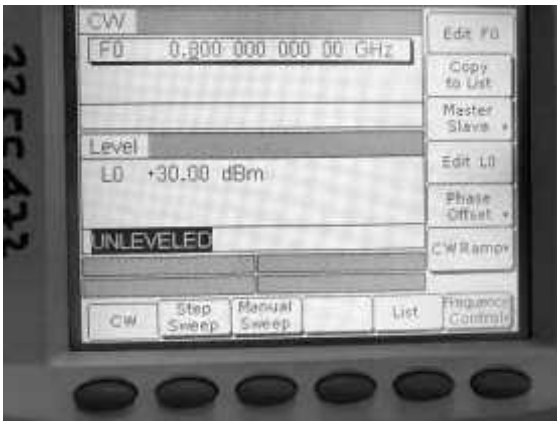 CW
F0 0.800 000 000 00 GHz
Level
L0 +30.00 dBm
UNLEVELED
Edit F0
Copy
to List
Master
Slave
Edit L0
Phase
Offset
CW Ramp
CW
Step
Sweep
Manual
Sweep
List
Frequency
Control